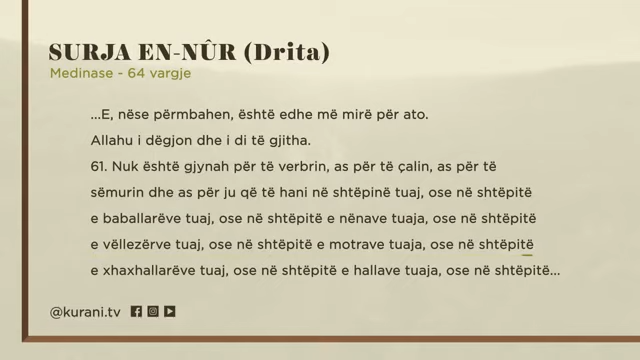 SURJA EN-NÛR (Drita)
Medinase - 64 vargje
...E, nëse përmbahen, është edhe më mirë për ato.
Allahu i dëgjon dhe i di të gjitha.
61. Nuk është gjynah për të verbrin, as për të çalin, as për të
sëmurin dhe as për ju që të hani në shtëpinë tuaj, ose në shtëpitë
e baballarëve tuaj, ose në shtëpitë e nënave tuaja, ose në shtëpitë
e vëllezërve tuaj, ose në shtëpitë e motrave tuaja, ose në shtëpitë
e xhaxhallarëve tuaj, ose në shtëpitë e hallave tuaja, ose në shtëpitë...
@kurani.tv